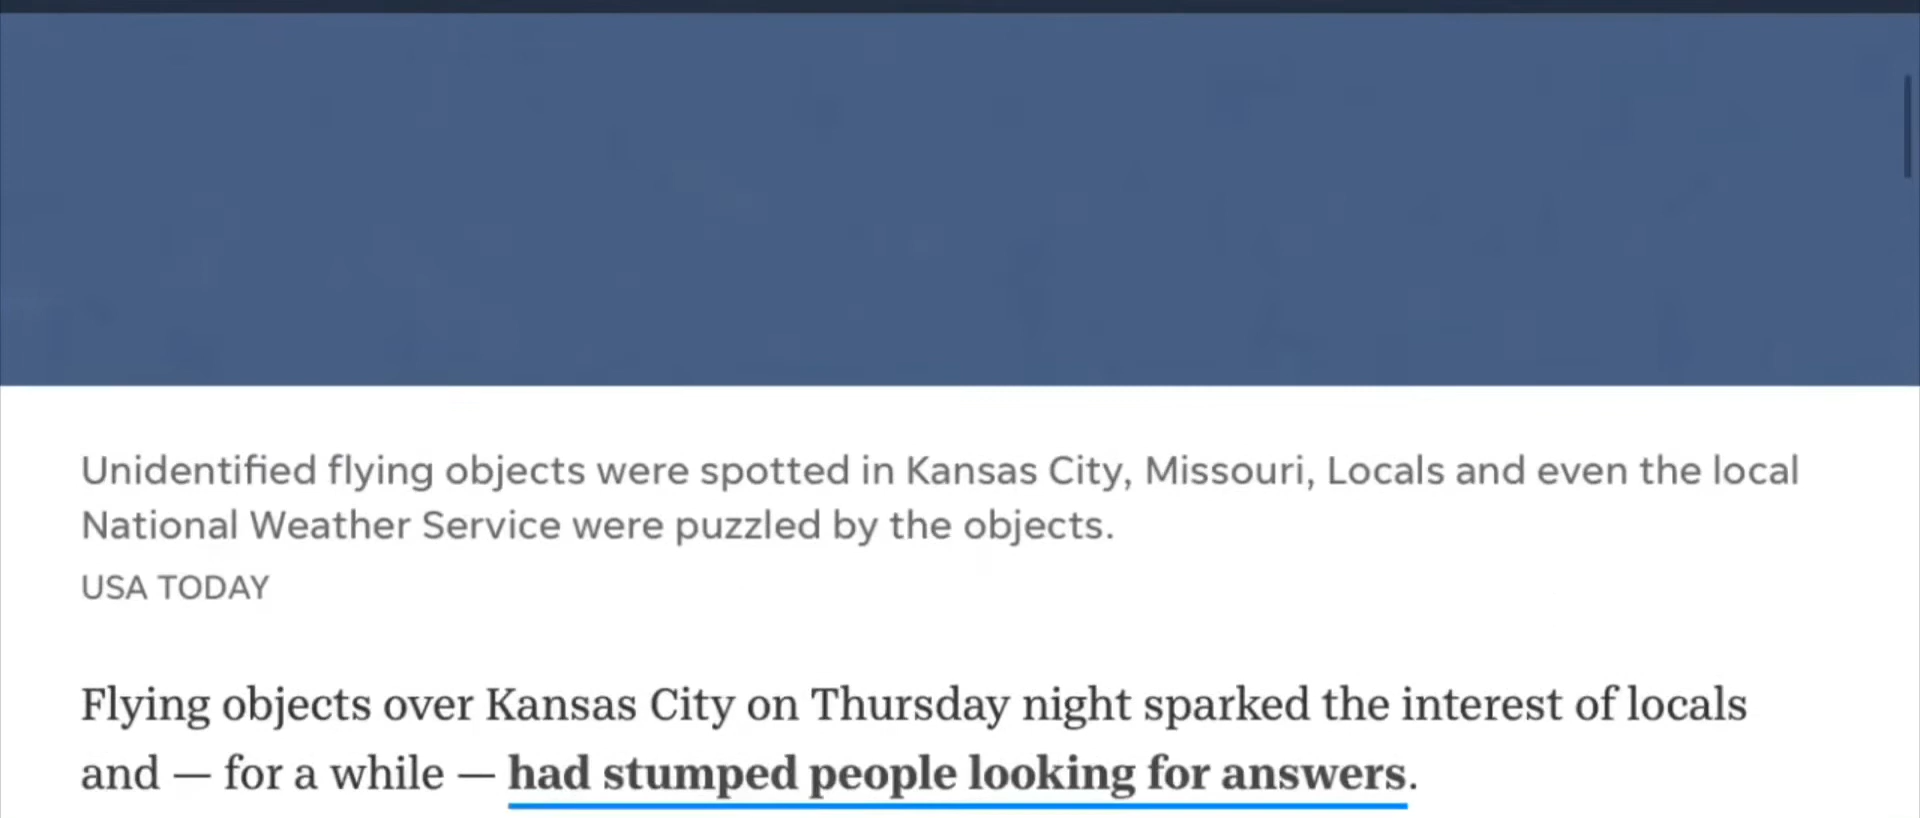 Unidentified flying objects were spotted in Kansas City, Missouri, Locals and even the local
National Weather Service were puzzled by the objects.
USA TODAY
Flying objects over Kansas City on Thursday night sparked the interest of locals
and — for a while — had stumped people looking for answers.